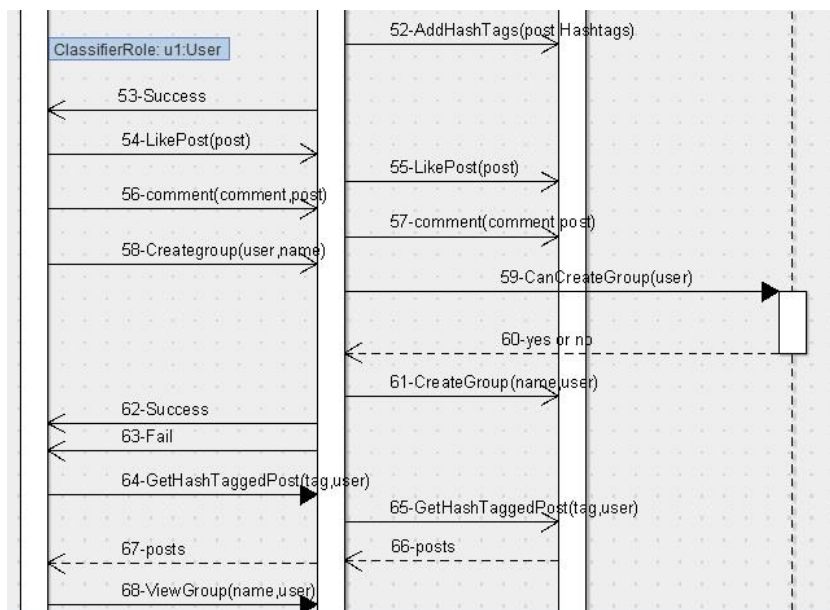 52-AddHashTags(post Hashtags)
ClassifierRole: u1:User
53-Success
54-LikePost(post)
55-LikePost(post)
56-comment(comment,post)
57-comment(comment post)
58-Creategroup(user,name)
59-CanCreateGroup(user)
60-yes or no
61-CreateGroup(name,user)
62-Success
63-Fail
64-GetHashTaggedPost(tag,user)
65-GetHashTaggedPost(tag,user)
66-posts
67-posts
68-ViewGroup(name,user)